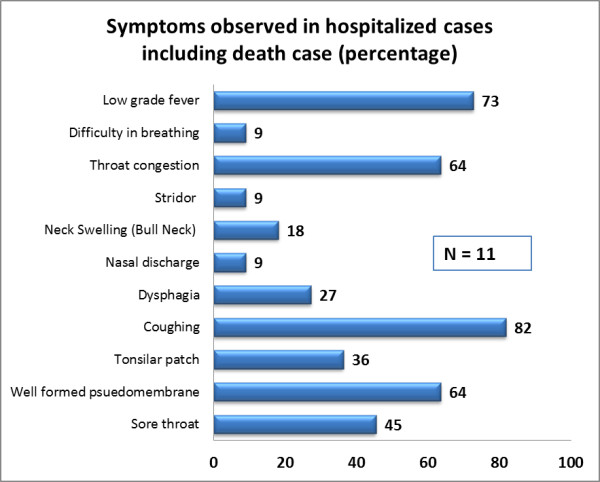 Symptoms observed in hospitalized cases
including death case (percentage)
Low grade fever 73
Difficulty in breathing 9
Throat congestion 64
Stridor 9
Neck Swelling (Bull Neck) 18
Nasal discharge 9
N = 11
Dysphagia 27
Coughing 82
Tonsilar patch 36
Well formed psuedomembrane 64
Sore throat 45
0 20 40 60 80 100